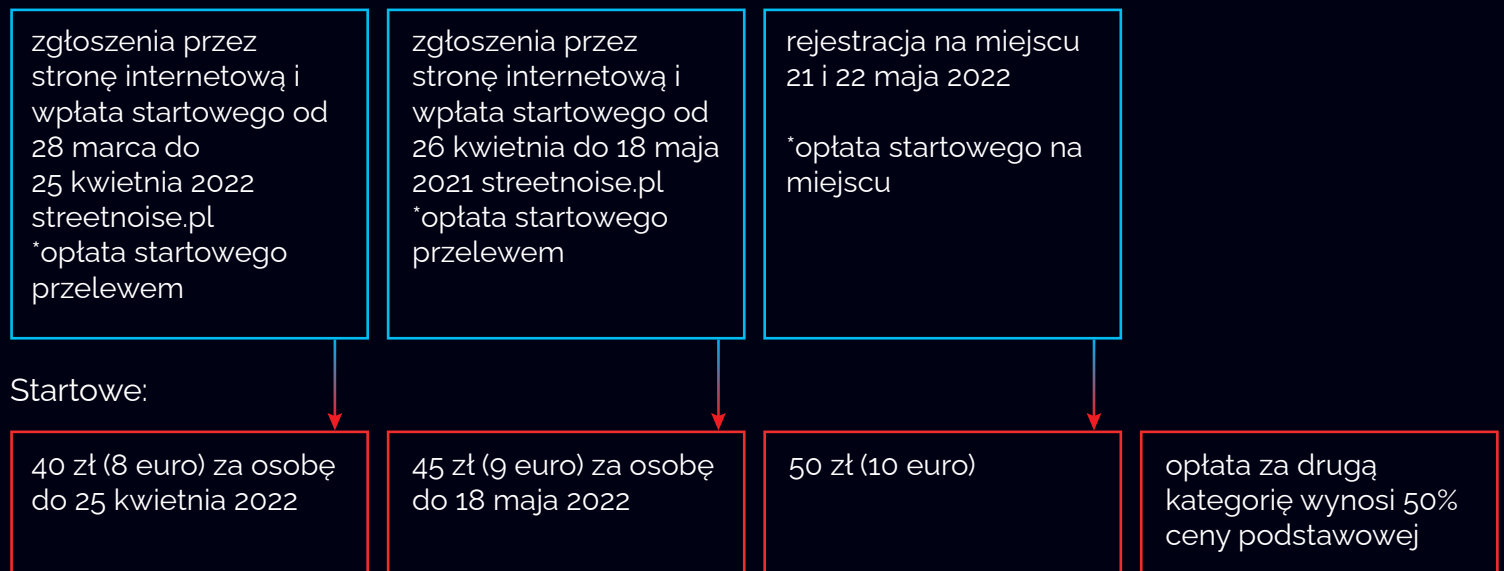 zgłoszenia przez
stronę internetową i
wpłata startowego od
28 marca do
25 kwietnia 2022
streetnoise.pl
*opłata startowego
przelewem
zgłoszenia przez
stronę internetową i
wpłata startowego od
26 kwietnia do 18 maja
2021 streetnoise.pl
*opłata startowego
przelewem
rejestracja na miejscu
21 i 22 maja 2022
*opłata startowego na
miejscu
Startowe:
40 zł (8 euro) za osobę
do 25 kwietnia 2022
45 zł (9 euro) za osobę
do 18 maja 2022
50 zł (10 euro)
opłata za drugą
kategorię wynosi 50%
ceny podstawowej